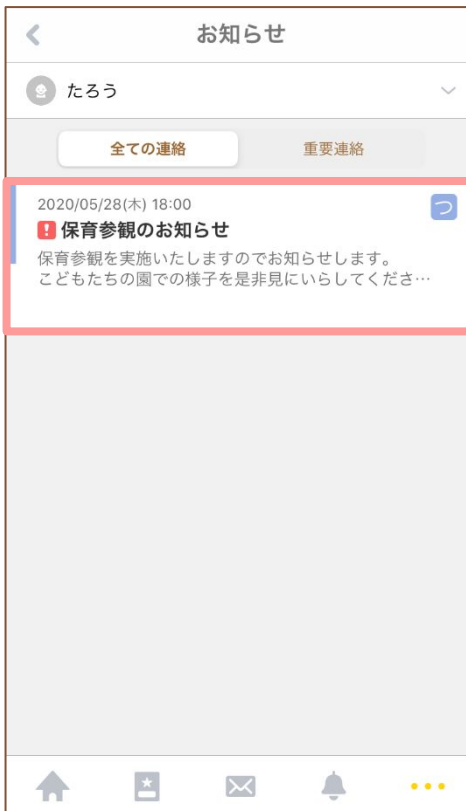 お知らせ
たろう
全ての連絡
重要連絡
2020/05/28(木) 18:00
つ
保育参観のお知らせ
保育参観を実施いたしますのでお知らせします。
こどもたちの園での様子を是非見にいらしてくださ…